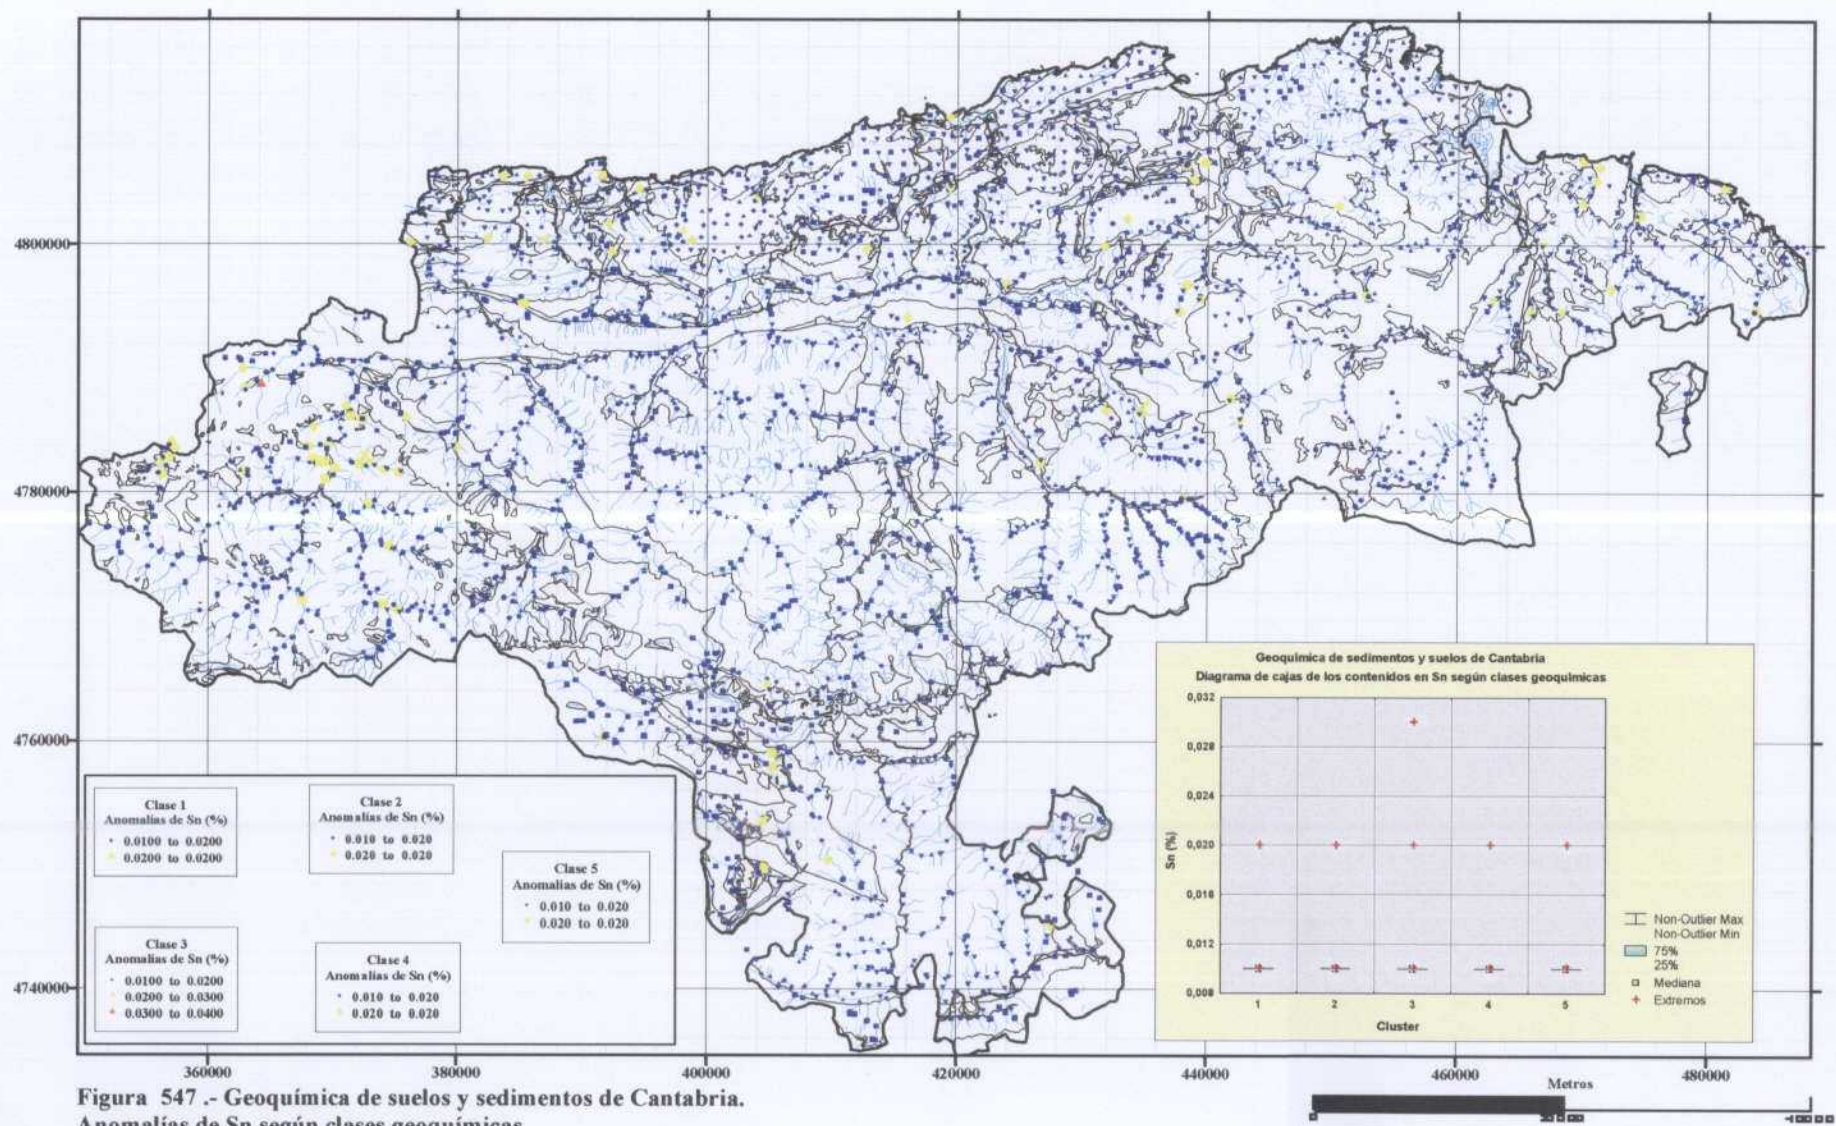 4800000
4780000
4760000
4740000
360000
380000
400000
420000
440000
460000
480000
Metros
Clase 1
Anomalías de Sn (%)
0.0100 to 0.0200
0.0200 to 0.0200
Clase 2
Anomalías de Sn (%)
0.010 to 0.020
0.020 to 0.020
Clase 5
Anomalías de Sn (%)
0.010 to 0.020
0.020 to 0.020
Clase 3
Anomalías de Sn (%)
0.0100 to 0.0200
0.0200 to 0.0300
0.0300 to 0.0400
Clase 4
Anomalías de Sn (%)
0.010 to 0.020
0.020 to 0.020
Geoquímica de sedimentos y suelos de Cantabria
Diagrama de cajas de los contenidos en Sn según clases geoquímicas
0,032
0,028
0,024
0,020
0,016
0,012
0,008
Sn (%)
1 2 3 4 5
Cluster
Non-Outlier Max
Non-Outlier Min
75%
25%
Mediana
Extremos
Figura 547 .- Geoquímica de suelos y sedimentos de Cantabria.
Anomalías de Sn según clases geoquímicas